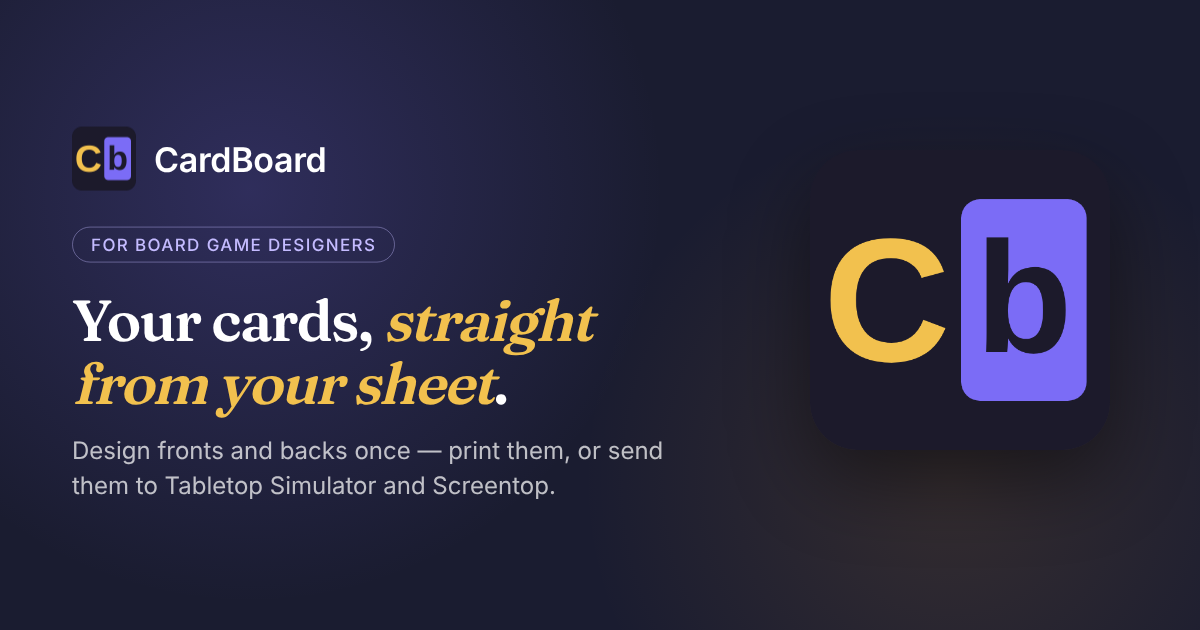 Cb CardBoard
FOR BOARD GAME DESIGNERS
Your cards, straight
from your sheet.
Design fronts and backs once — print them, or send
them to Tabletop Simulator and Screentop.
Cb